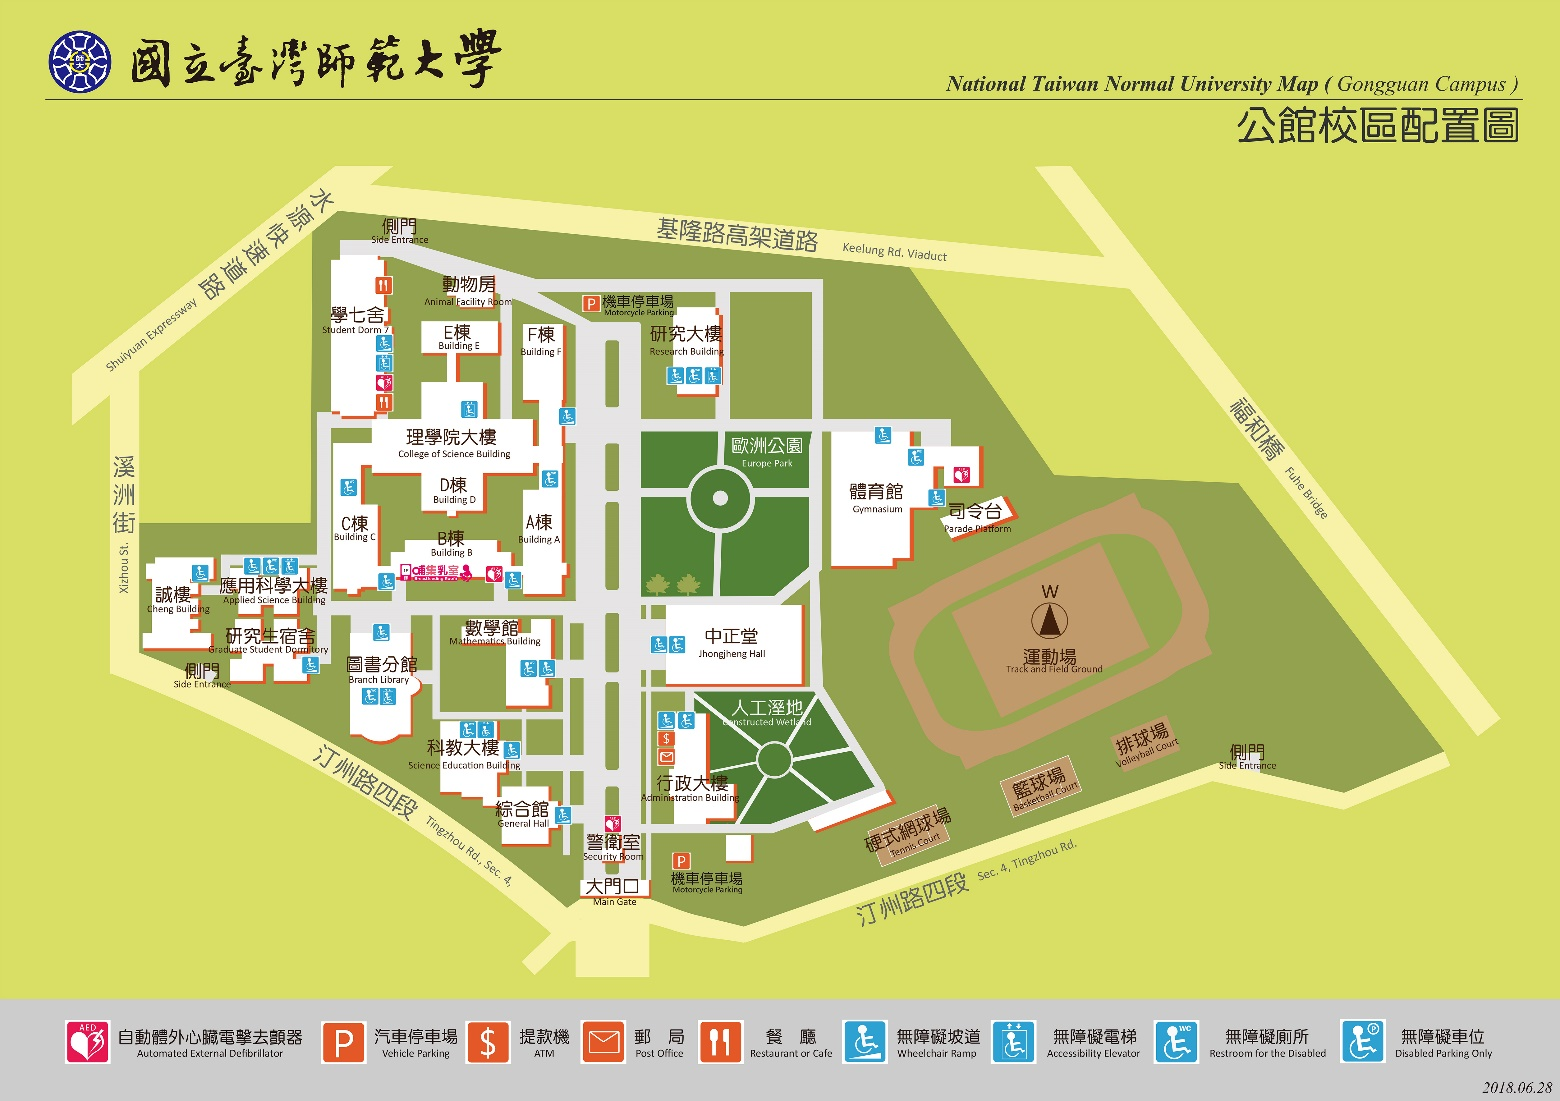 國立臺灣師範大學
National Taiwan Normal University Map ( Gongguan Campus )
公館校區配置圖
水源快速道路
Shuiyuan Expressway
基隆路高架道路
Keelung Rd. Viaduct
側門
Side Entrance
動物房
Animal Facility Room
學七舍
Student Dorm 7
E棟
Building E
F棟
Building F
P
機車停車場
Motorcycle Parking
研究大樓
Research Building
福和橋
Fuhe Bridge
溪洲街
Xizhou St.
理學院大樓
College of Science Building
歐洲公園
Europe Park
體育館
Gymnasium
司令台
Parade Platform
D棟
Building D
C棟
Building C
A棟
Building A
B棟
Building B
哺集乳室
Breastfeeding Room
誠樓
Cheng Building
應用科學大樓
Applied Science Building
研究生宿舍
Graduate Student Dormitory
側門
Side Entrance
圖書分館
Branch Library
數學館
Mathematics Building
中正堂
Jhongjheng Hall
W
運動場
Track and Field Ground
人工溼地
Constructed Wetland
科教大樓
Science Education Building
行政大樓
Administration Building
$
排球場
Volleyball Court
籃球場
Basketball Court
硬式網球場
Tennis Court
側門
Side Entrance
綜合館
General Hall
警衛室
Security Room
大門口
Main Gate
P
機車停車場
Motorcycle Parking
汀州路四段
Tingzhou Rd., Sec. 4,
汀州路四段
Sec. 4, Tingzhou Rd.
AED
自動體外心臟電擊去顫器
Automated External Defibrillator
P
汽車停車場
Vehicle Parking
$
提款機
ATM
郵 局
Post Office
餐 廳
Restaurant or Cafe
無障礙坡道
Wheelchair Ramp
無障礙電梯
Accessibility Elevator
WC
無障礙廁所
Restroom for the Disabled
P
無障礙車位
Disabled Parking Only
2018.06.28